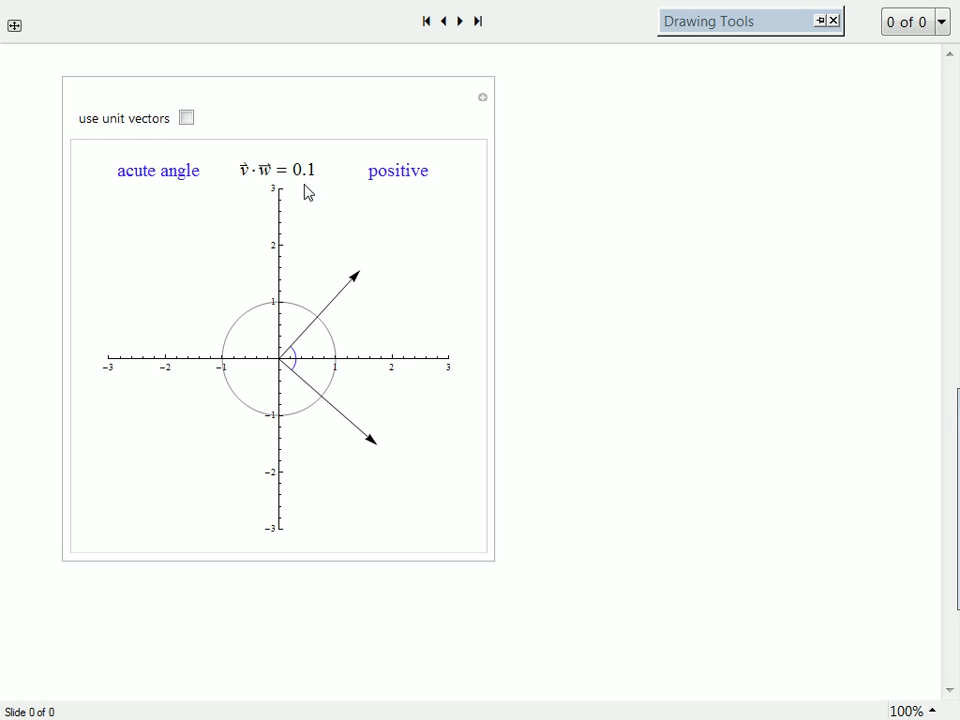 Drawing Tools
0 of 0
use unit vectors
acute angle v⃗ · w⃗ = 0.1 positive
3
2
1
−3 −2 −1 1 2 3
−1
−2
−3
Slide 0 of 0
100%